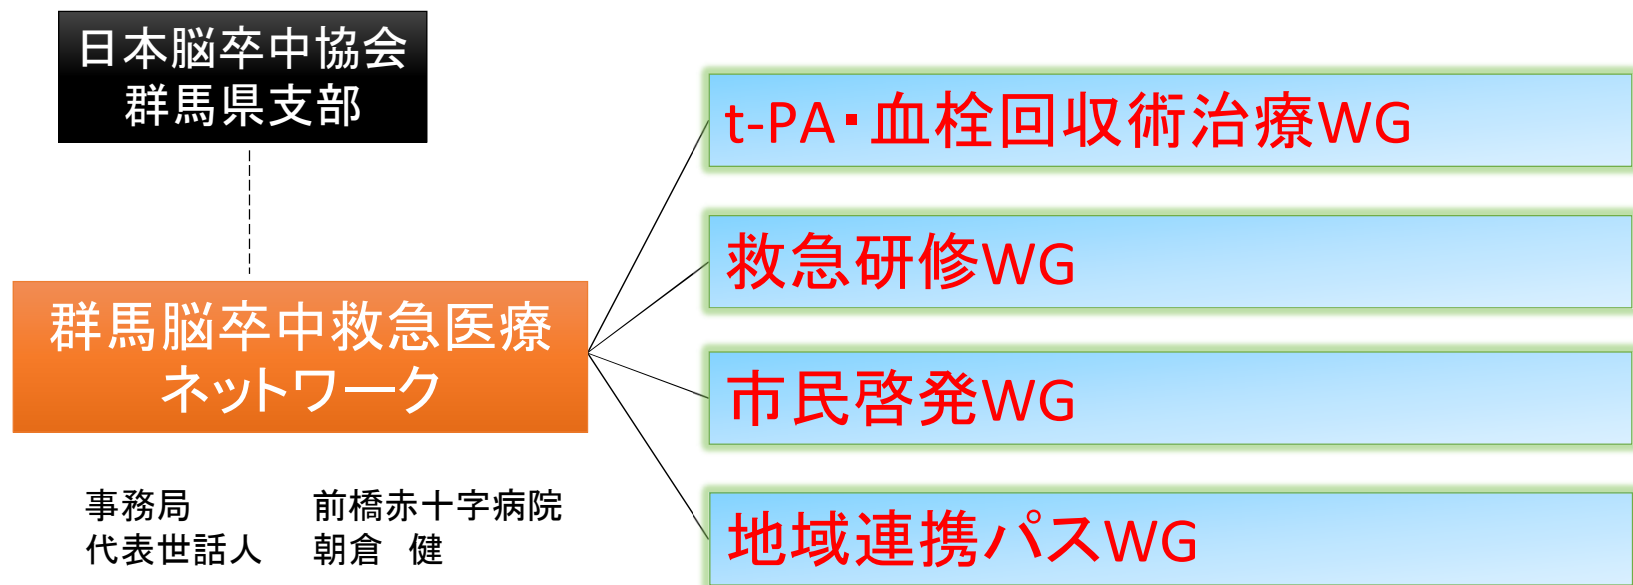 日本脳卒中協会
群馬県支部
群馬脳卒中救急医療
ネットワーク
事務局　前橋赤十字病院
代表世話人　朝倉　健
t-PA・血栓回収術治療WG
救急研修WG
市民啓発WG
地域連携パスWG